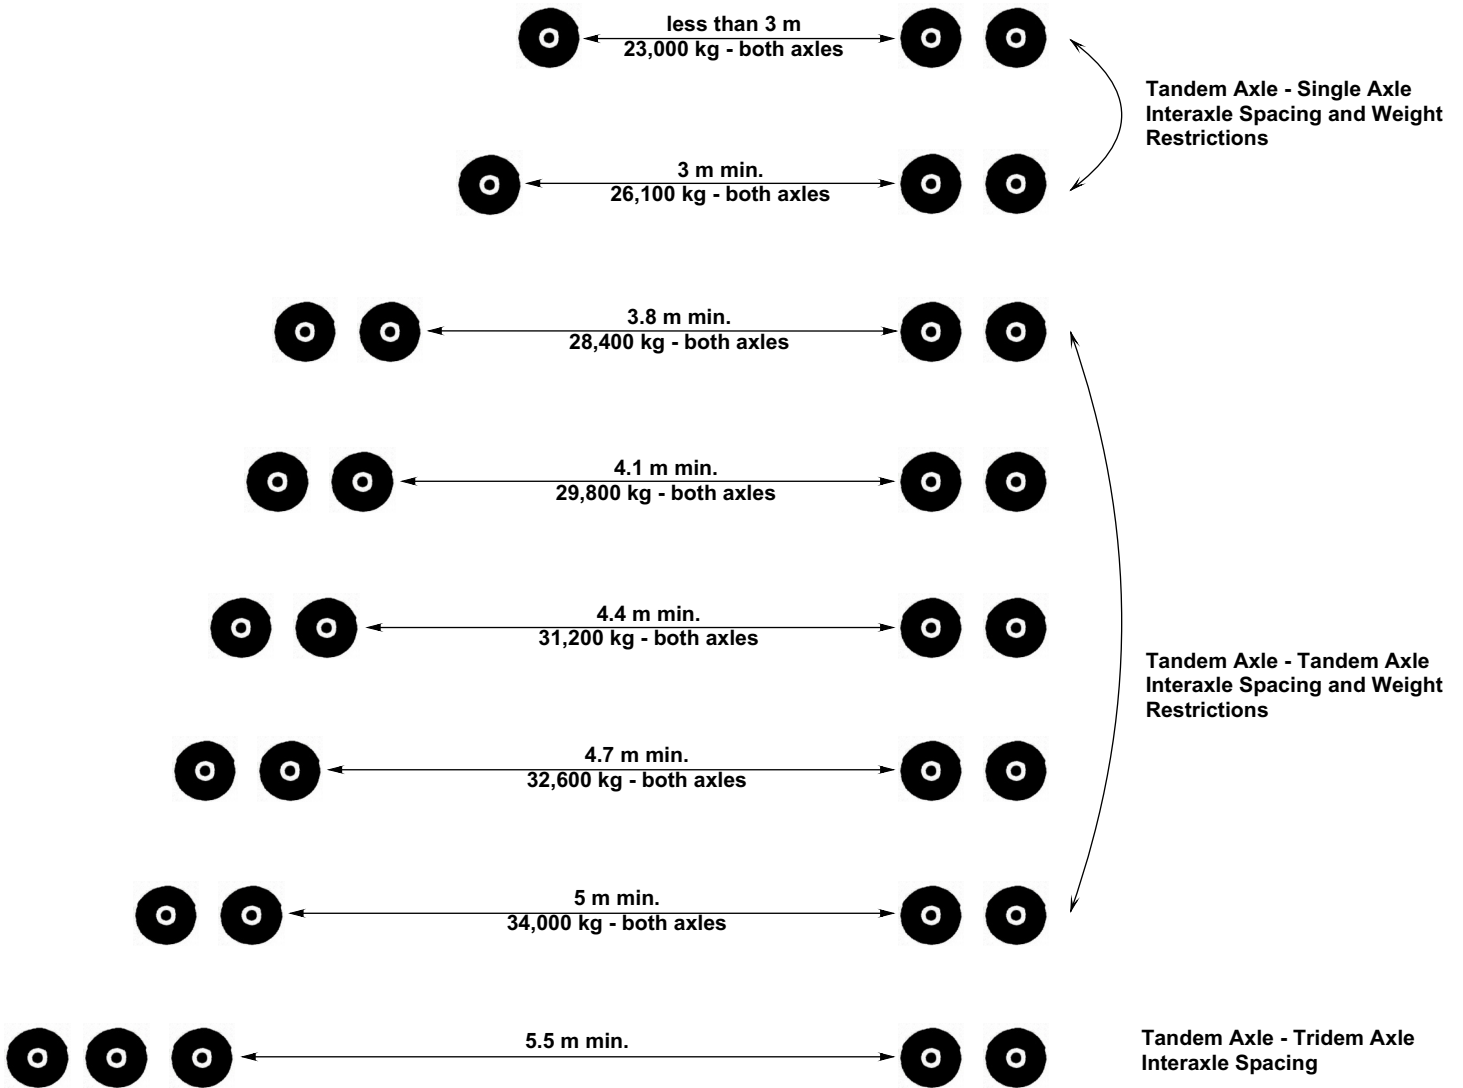 less than 3 m
23,000 kg - both axles
Tandem Axle - Single Axle
Interaxle Spacing and Weight
Restrictions
3 m min.
26,100 kg - both axles
3.8 m min.
28,400 kg - both axles
4.1 m min.
29,800 kg - both axles
4.4 m min.
31,200 kg - both axles
Tandem Axle - Tandem Axle
Interaxle Spacing and Weight
Restrictions
4.7 m min.
32,600 kg - both axles
5 m min.
34,000 kg - both axles
5.5 m min.
Tandem Axle - Tridem Axle
Interaxle Spacing